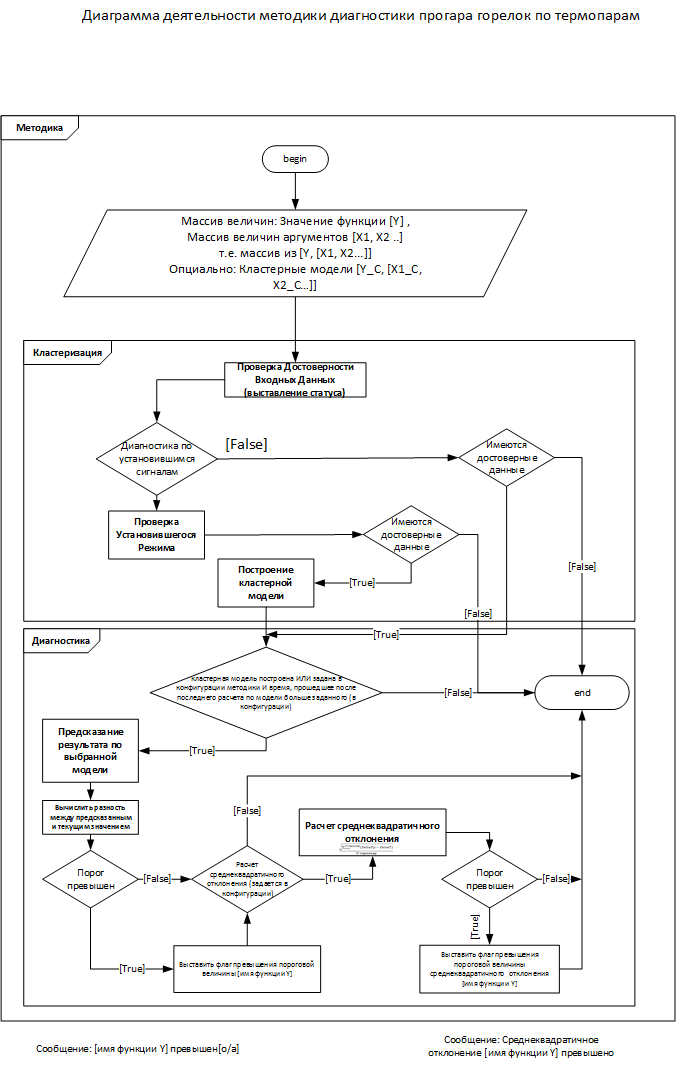 Диаграмма деятельности методики диагностики прогара горелок по термопарам
Методика
begin
Массив величин: Значение функции [Y] ,
Массив величин аргументов [X1, X2 ..]
т.е. массив из [Y, [X1, X2...]]
Опциально: Кластерные модели [Y_C, [X1_C,
X2_C...]]
Кластеризация
Проверка Достоверности
Входных Данных
(выставление статуса)
Диагностика по
установившимся
сигналам
[False]
Имеются
достоверные
данные
Проверка
Установившегося
Режима
Имеются
достоверные
данные
[False]
Построение
кластерной
модели
[True]
[False]
Диагностика
[True]
кластерная модель построена ИЛИ задана в
конфигурации методики И время, прошедшее после
последнего расчета по модели больше заданного (в
конфигурации)
[False]
end
Предсказание
результата по
выбранной
модели
[True]
Вычислить разность
между предсказанным
и текущим значением
[False]
Расчет среднеквадратичного
отклонения
Порог
превышен
[False]
Расчет
среднеквадратичного
отклонения (задается в
конфигурации)
[True]
Порог
превышен
[False]
[True]
[True]
Выставить флаг превышения пороговой
величины [имя функции Y]
Выставить флаг превышения
пороговой величины
среднеквадратичного отклонения
[имя функции Y]
Сообщение: [имя функции Y] превышен[о/а]
Сообщение: Среднеквадратичное
отклонение [имя функции Y] превышено